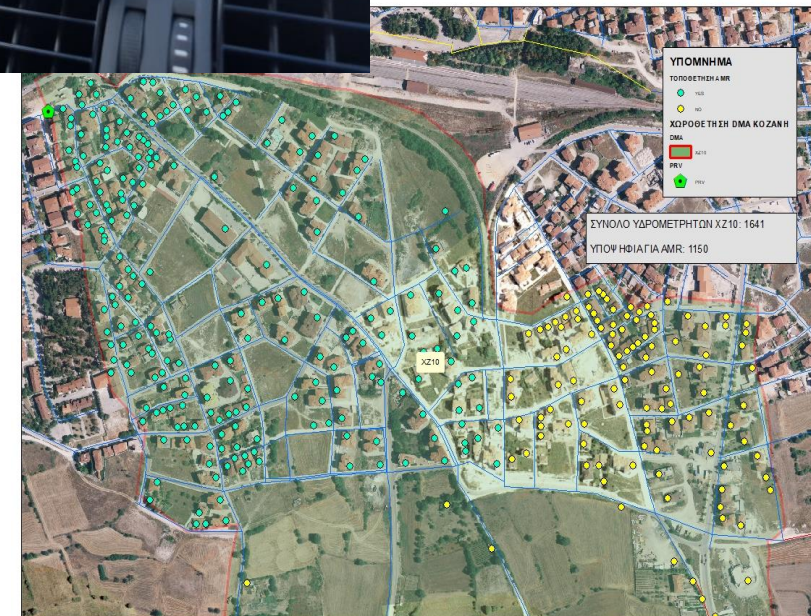 ΥΠΟΜΝΗΜΑ
ΤΟΠΟΘΕΤΗΣΗ AMR
YES
NO
ΧΩΡΟΘΕΤΗΣΗ DMA ΚΟΖΑΝΗ
DMA
XZ10
PRV
PRV
ΣΥΝΟΛΟ ΥΔΡΟΜΕΤΡΗΤΩΝ XZ10: 1641
ΥΠΟΨΗΦΙΑ ΓΙΑ AMR: 1150
XZ10